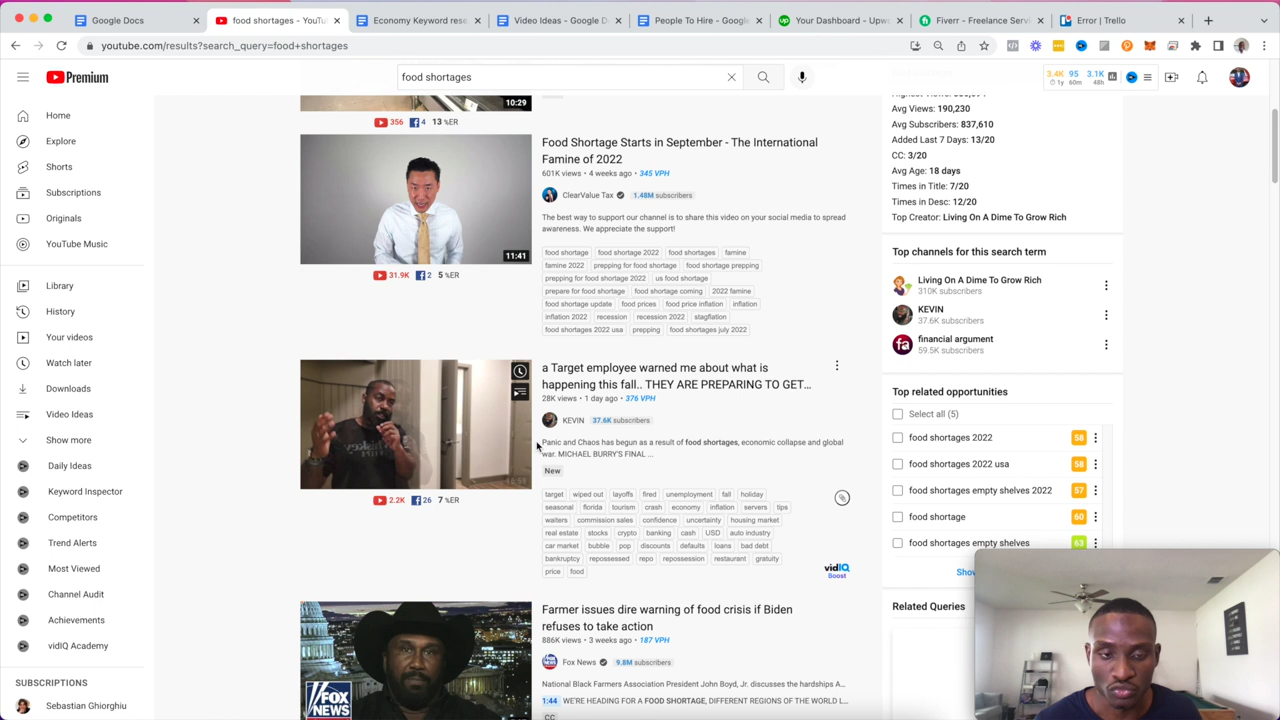 Google Docs
food shortages - YouTu
Economy Keyword rese
Video Ideas - Google D
People To Hire - Google
Your Dashboard - Upwo
Fiverr - Freelance Servi
Error | Trello
youtube.com/results?search_query=food+shortages
Premium
food shortages
3.4K 95 3.1K
1y 60m 48h
Home
Explore
Shorts
Subscriptions
Originals
YouTube Music
Library
History
Your videos
Watch later
Downloads
Video Ideas
Show more
Daily Ideas
Keyword Inspector
Competitors
Trend Alerts
Most Viewed
Channel Audit
Achievements
vidIQ Academy
SUBSCRIPTIONS
Sebastian Ghiorghiu
10:29
356 4 13 %ER
11:41
31.9K 2 5 %ER
Food Shortage Starts in September - The International
Famine of 2022
601K views • 4 weeks ago • 345 VPH
ClearValue Tax 1.48M subscribers
The best way to support our channel is to share this video on your social media to spread
awareness. We appreciate the support!
food shortage food shortage 2022 food shortages famine
famine 2022 prepping for food shortage food shortage prepping
prepping for food shortage 2022 us food shortage
prepare for food shortage food shortage coming 2022 famine
food shortage update food prices food price inflation inflation
inflation 2022 recession recession 2022 stagflation
food shortages 2022 usa prepping food shortages july 2022
2.2K 26 7 %ER
a Target employee warned me about what is
happening this fall.. THEY ARE PREPARING TO GET...
28K views • 1 day ago • 376 VPH
KEVIN 37.6K subscribers
Panic and Chaos has begun as a result of food shortages, economic collapse and global
war. MICHAEL BURRY'S FINAL ...
New
target wiped out layoffs fired unemployment fall holiday
seasonal florida tourism crash economy inflation servers tips
waiters commission sales confidence uncertainty housing market
real estate stocks crypto banking cash USD auto industry
car market bubble pop discounts defaults loans bad debt
bankruptcy repossessed repo repossession restaurant gratuity
price food
vidIQ
Boost
FOX
NEWS
Farmer issues dire warning of food crisis if Biden
refuses to take action
886K views • 3 weeks ago • 187 VPH
Fox News 9.8M subscribers
National Black Farmers Association President John Boyd, Jr. discusses the hardships A...
1:44 WE'RE HEADING FOR A FOOD SHORTAGE, DIFFERENT REGIONS OF THE WORLD L...
CC
Avg Views: 190,230
Avg Subscribers: 837,610
Added Last 7 Days: 13/20
CC: 3/20
Avg Age: 18 days
Times in Title: 7/20
Times in Desc: 12/20
Top Creator: Living On A Dime To Grow Rich
Top channels for this search term
Living On A Dime To Grow Rich
310K subscribers
KEVIN
37.6K subscribers
financial argument
59.5K subscribers
Top related opportunities
Select all (5)
food shortages 2022 58
food shortages 2022 usa 58
food shortages empty shelves 2022 57
food shortage 60
food shortages empty shelves 63
Show
Related Queries